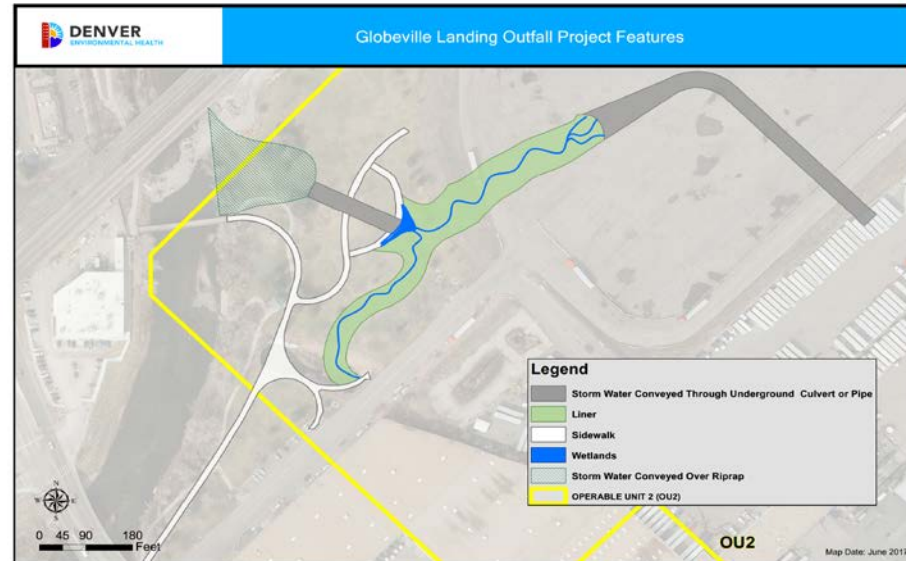 DENVER
ENVIRONMENTAL HEALTH
Globeville Landing Outfall Project Features
Legend
Storm Water Conveyed Through Underground Culvert or Pipe
Liner
Sidewalk
Wetlands
Storm Water Conveyed Over Riprap
OPERABLE UNIT 2 (OU2)
N
W E
S
0 45 90 180
Feet
OU2
Map Date: June 2017